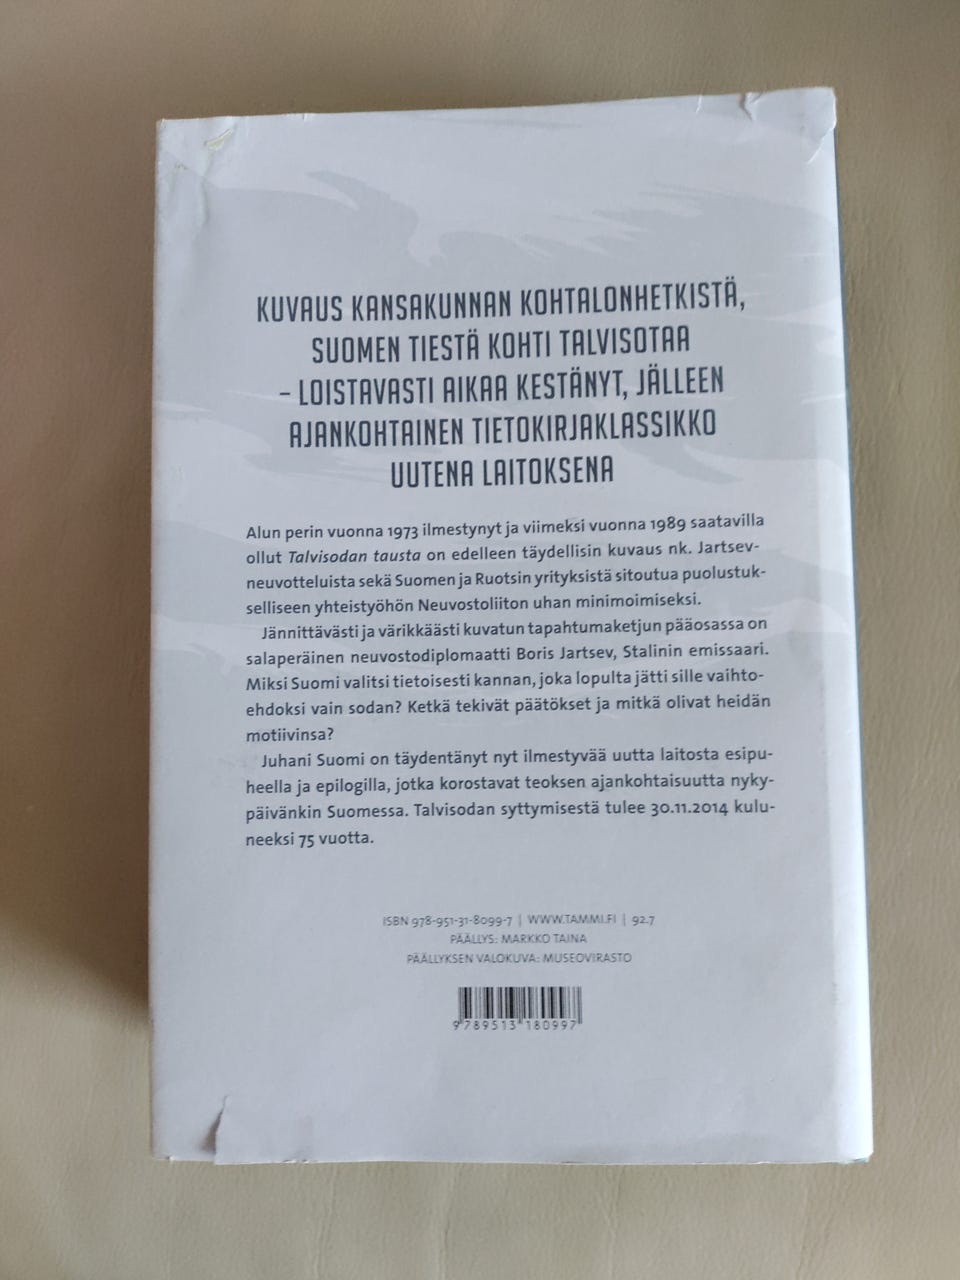 KUVAUS KANSAKUNNAN KOHTALONHETKISTÄ,
SUOMEN TIESTÄ KOHTI TALVISOTAA
– LOISTAVASTI AIKAA KESTÄNYT, JÄLLEEN
AJANKOHTAINEN TIETOKIRJAKLASSIKKO
UUTENA LAITOKSENA
Alun perin vuonna 1973 ilmestynyt ja viimeksi vuonna 1989 saatavilla
ollut Talvisodan tausta on edelleen täydellisin kuvaus nk. Jartsev-
neuvotteluista sekä Suomen ja Ruotsin yrityksistä sitoutua puolustuk-
selliseen yhteistyöhön Neuvostoliiton uhan minimoimiseksi.
Jännittävästi ja värikkäästi kuvatun tapahtumaketjun pääosassa on
salaperäinen neuvostodiplomaatti Boris Jartsev, Stalinin emissaari.
Miksi Suomi valitsi tietoisesti kannan, joka lopulta jätti sille vaihto-
ehdoksi vain sodan? Ketkä tekivät päätökset ja mitkä olivat heidän
motiivinsa?
Juhani Suomi on täydentänyt nyt ilmestyvää uutta laitosta esipu-
heella ja epilogilla, jotka korostavat teoksen ajankohtaisuutta nyky-
päivänkin Suomessa. Talvisodan syttymisestä tulee 30.11.2014 kulu-
neeksi 75 vuotta.
ISBN 978-951-31-8099-7 | WWW.TAMMI.FI | 92.7
PÄÄLLYS: MARKKO TAINA
PÄÄLLYKSEN VALOKUVA: MUSEOVIRASTO
9 789513 180997